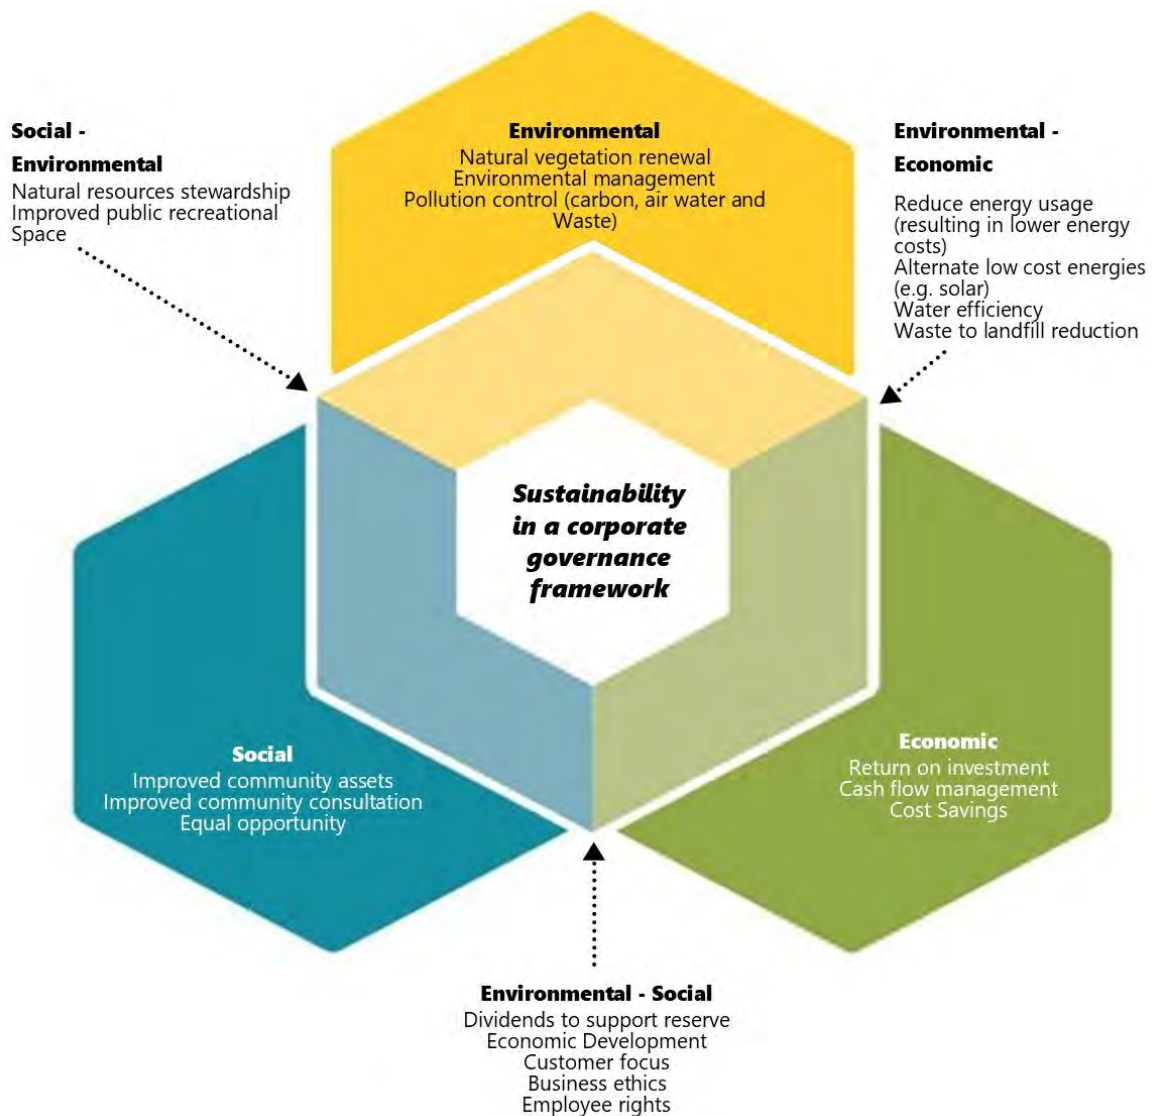 Social -
Environmental
Natural resources stewardship
Improved public recreational
Space
Environmental
Natural vegetation renewal
Environmental management
Pollution control (carbon, air water and
Waste)
Environmental -
Economic
Reduce energy usage
(resulting in lower energy
costs)
Alternate low cost energies
(e.g. solar)
Water efficiency
Waste to landfill reduction
Sustainability
in a corporate
governance
framework
Social
Improved community assets
Improved community consultation
Equal opportunity
Economic
Return on investment
Cash flow management
Cost Savings
Environmental - Social
Dividends to support reserve
Economic Development
Customer focus
Business ethics
Employee rights